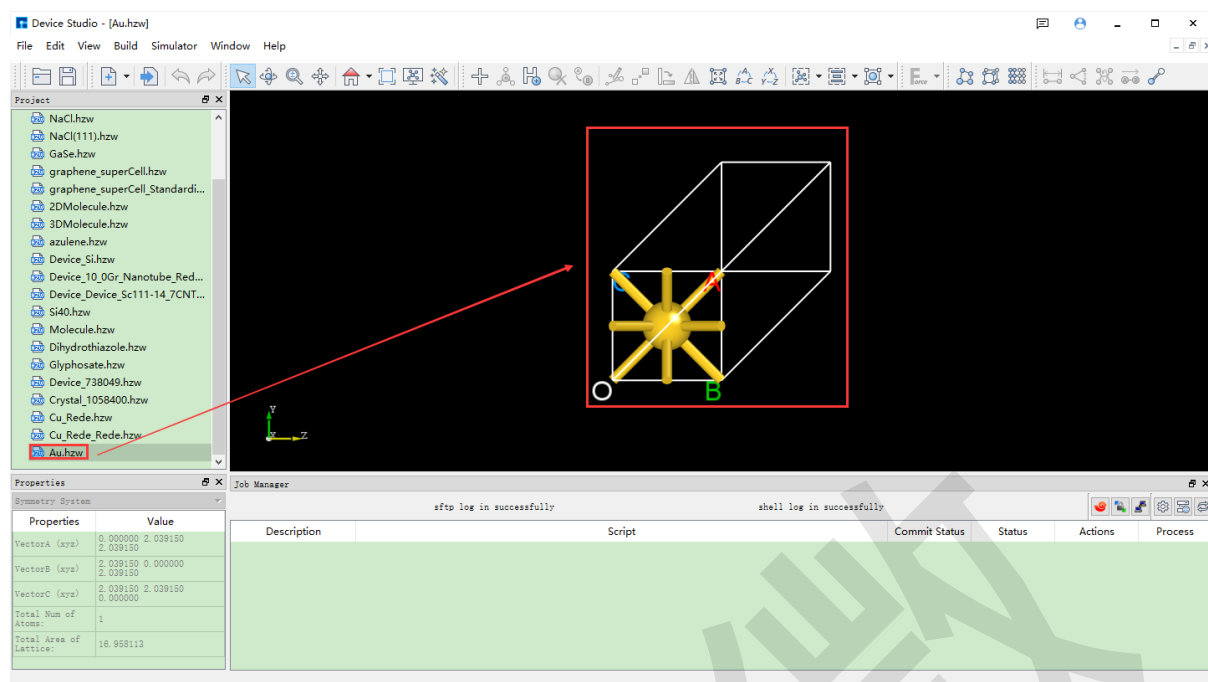 Device Studio - [Au.hzw]
File Edit View Build Simulator Window Help
Project
NaCl.hzw
NaCl(111).hzw
GaSe.hzw
graphene_superCell.hzw
graphene_superCell_Standardi...
2DMolecule.hzw
3DMolecule.hzw
azulene.hzw
Device_Si.hzw
Device_10_0Gr_Nanotube_Red...
Device_Device_Sc111-14_7CNT...
Si40.hzw
Molecule.hzw
Dihydrothiazole.hzw
Glyphosate.hzw
Device_738049.hzw
Crystal_1058400.hzw
Cu_Rede.hzw
Cu_Rede_Rede.hzw
Au.hzw
C A
O B
Y
X Z
Properties
Symmetry System
Properties Value
VectorA (xyz) 0.000000 2.039150
2.039150
VectorB (xyz) 2.039150 0.000000
2.039150
VectorC (xyz) 2.039150 2.039150
0.000000
Total Num of
Atoms: 1
Total Area of
Lattice: 16.958113
Job Manager
sftp log in successfully shell log in successfully
Description Script Commit Status Status Actions Process